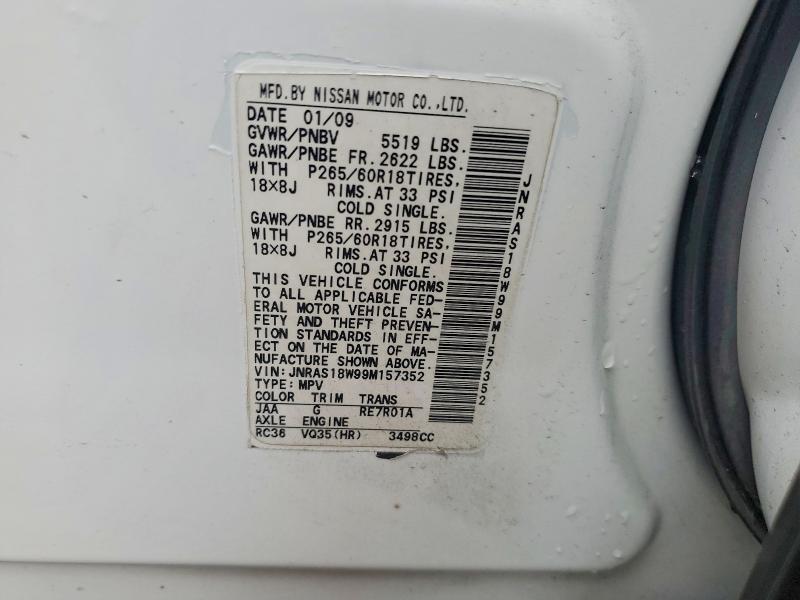 MFD.BY NISSAN MOTOR CO.,LTD.
DATE 01/09
GVWR/PNBV 5519 LBS.
GAWR/PNBE FR.2622 LBS.
WITH P265/60R18TIRES,
18×8J RIMS.AT 33 PSI
COLD SINGLE.
GAWR/PNBE RR.2915 LBS.
WITH P265/60R18TIRES,
18×8J RIMS.AT 33 PSI
COLD SINGLE.
THIS VEHICLE CONFORMS
TO ALL APPLICABLE FED-
ERAL MOTOR VEHICLE SA-
FETY AND THEFT PREVEN-
TION STANDARDS IN EFF-
ECT ON THE DATE OF MA-
NUFACTURE SHOWN ABOVE.
VIN: JNRAS18W99M157352
TYPE: MPV
COLOR TRIM TRANS
JAA G RE7R01A
AXLE ENGINE
RC36 VQ35(HR) 3498CC
JNRAS18W99M157352